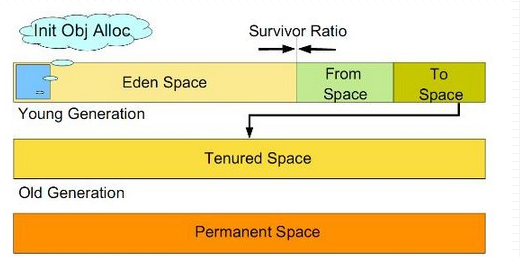 Init Obj Alloc
Survivor Ratio
Eden Space
From
Space
To
Space
Young Generation
Tenured Space
Old Generation
Permanent Space